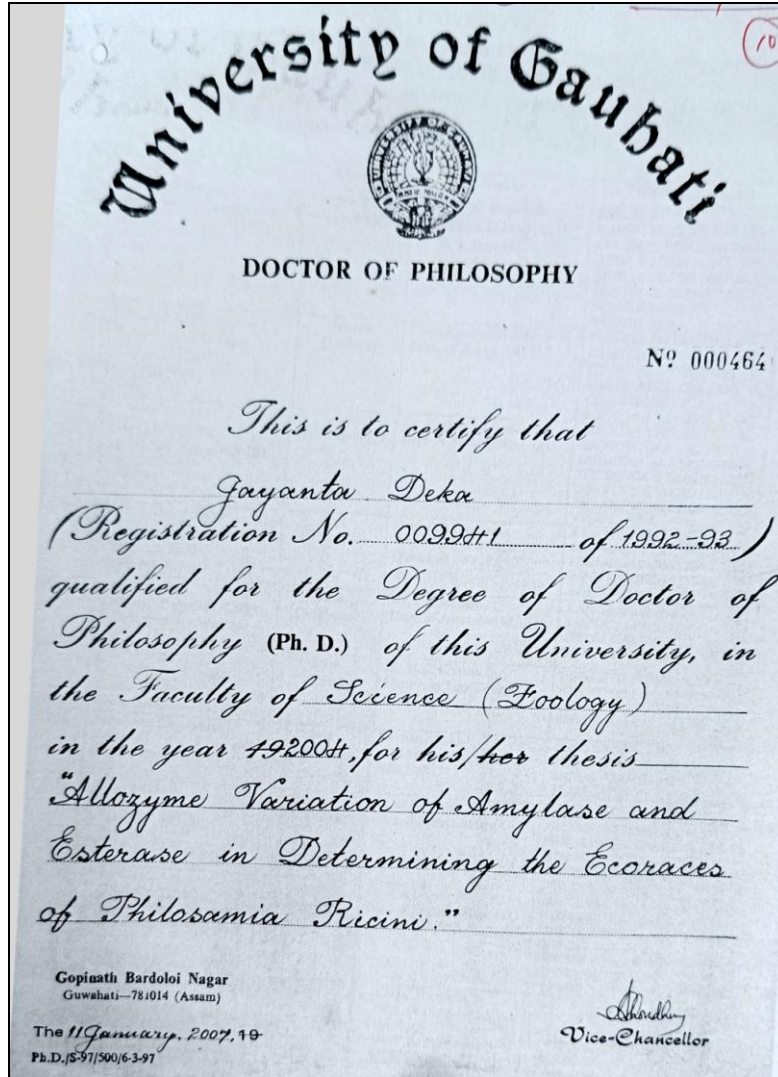 10
University of Gauhati
DOCTOR OF PHILOSOPHY
Nº 000464
This is to certify that
Jayanta Deka
(Registration No. 009941 of 1992-93)
qualified for the Degree of Doctor of
Philosophy (Ph. D.) of this University, in
the Faculty of Science (Zoology)
in the year 192004, for his/her thesis
"Allozyme Variation of Amylase and
Esterase in Determining the Ecoraces
of Philosamia Ricini."
Gopinath Bardoloi Nagar
Guwahati—781014 (Assam)
The 11 January, 2007, 19
Ph.D./S-97/500/6-3-97
Vice-Chancellor